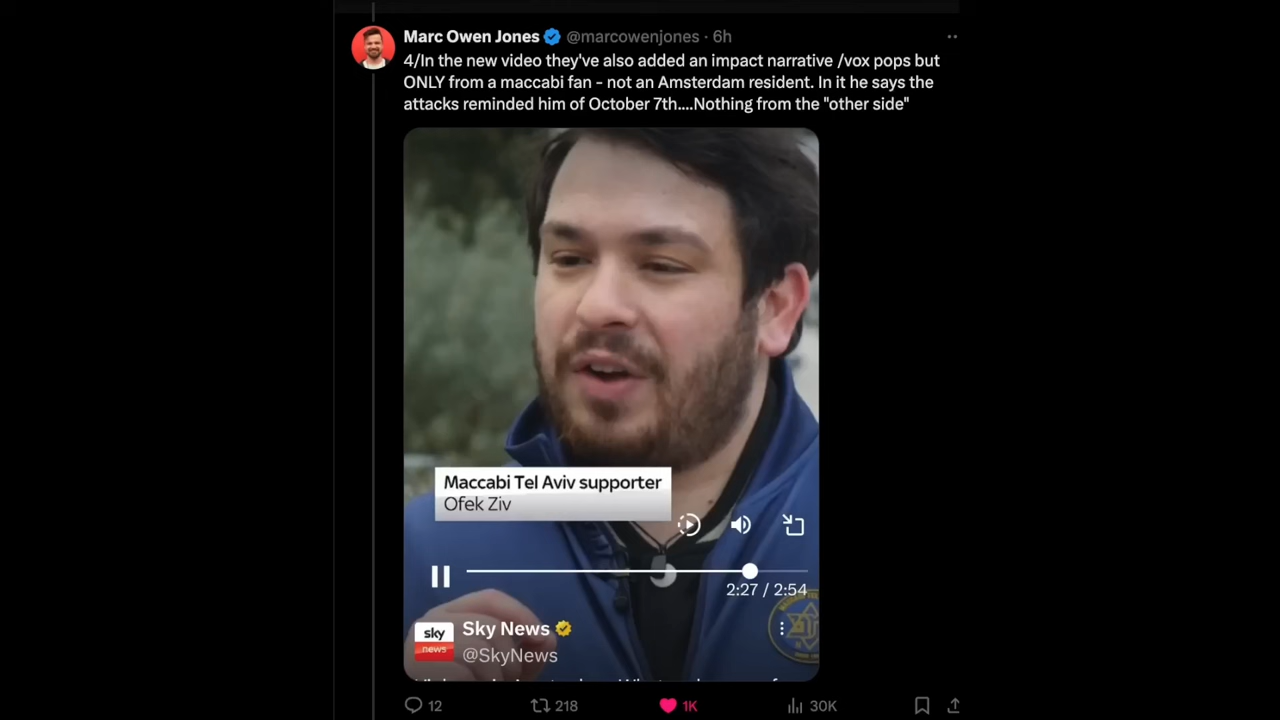 Marc Owen Jones @marcowenjones · 6h
4/In the new video they've also added an impact narrative /vox pops but
ONLY from a maccabi fan - not an Amsterdam resident. In it he says the
attacks reminded him of October 7th....Nothing from the "other side"
Maccabi Tel Aviv supporter
Ofek Ziv
2:27 / 2:54
sky
news
Sky News
@SkyNews
12 218 1K 30K